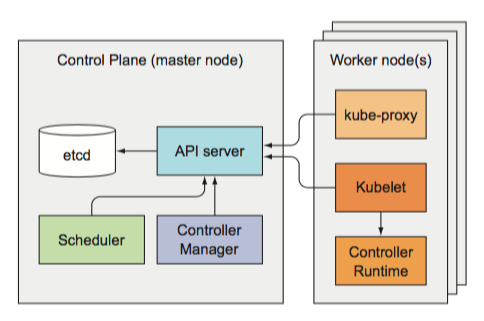 Control Plane (master node)
Worker node(s)
kube-proxy
etcd
API server
Kubelet
Scheduler
Controller
Manager
Controller
Runtime